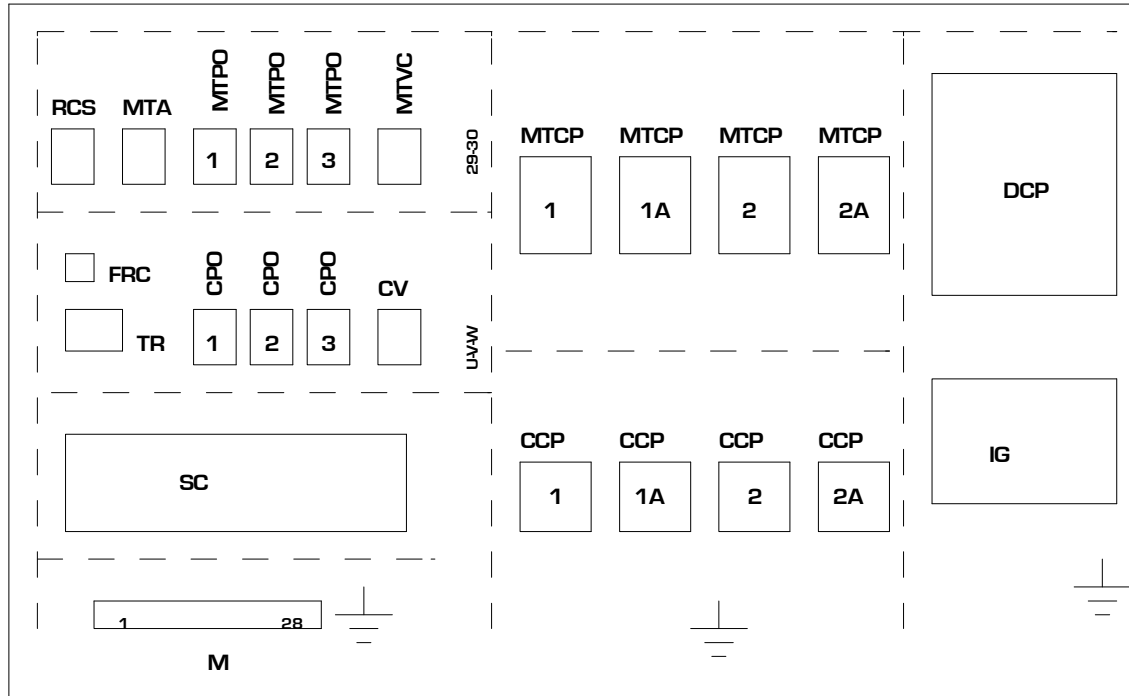 RCS MTA MTPO MTPO MTPO MTVC
1 2 3
29-30
MTCP MTCP MTCP MTCP
1 1A 2 2A
DCP
FRC
TR
CPO CPO CPO CV
1 2 3
U-V-W
SC
CCP CCP CCP CCP
1 1A 2 2A
IG
1 28
M